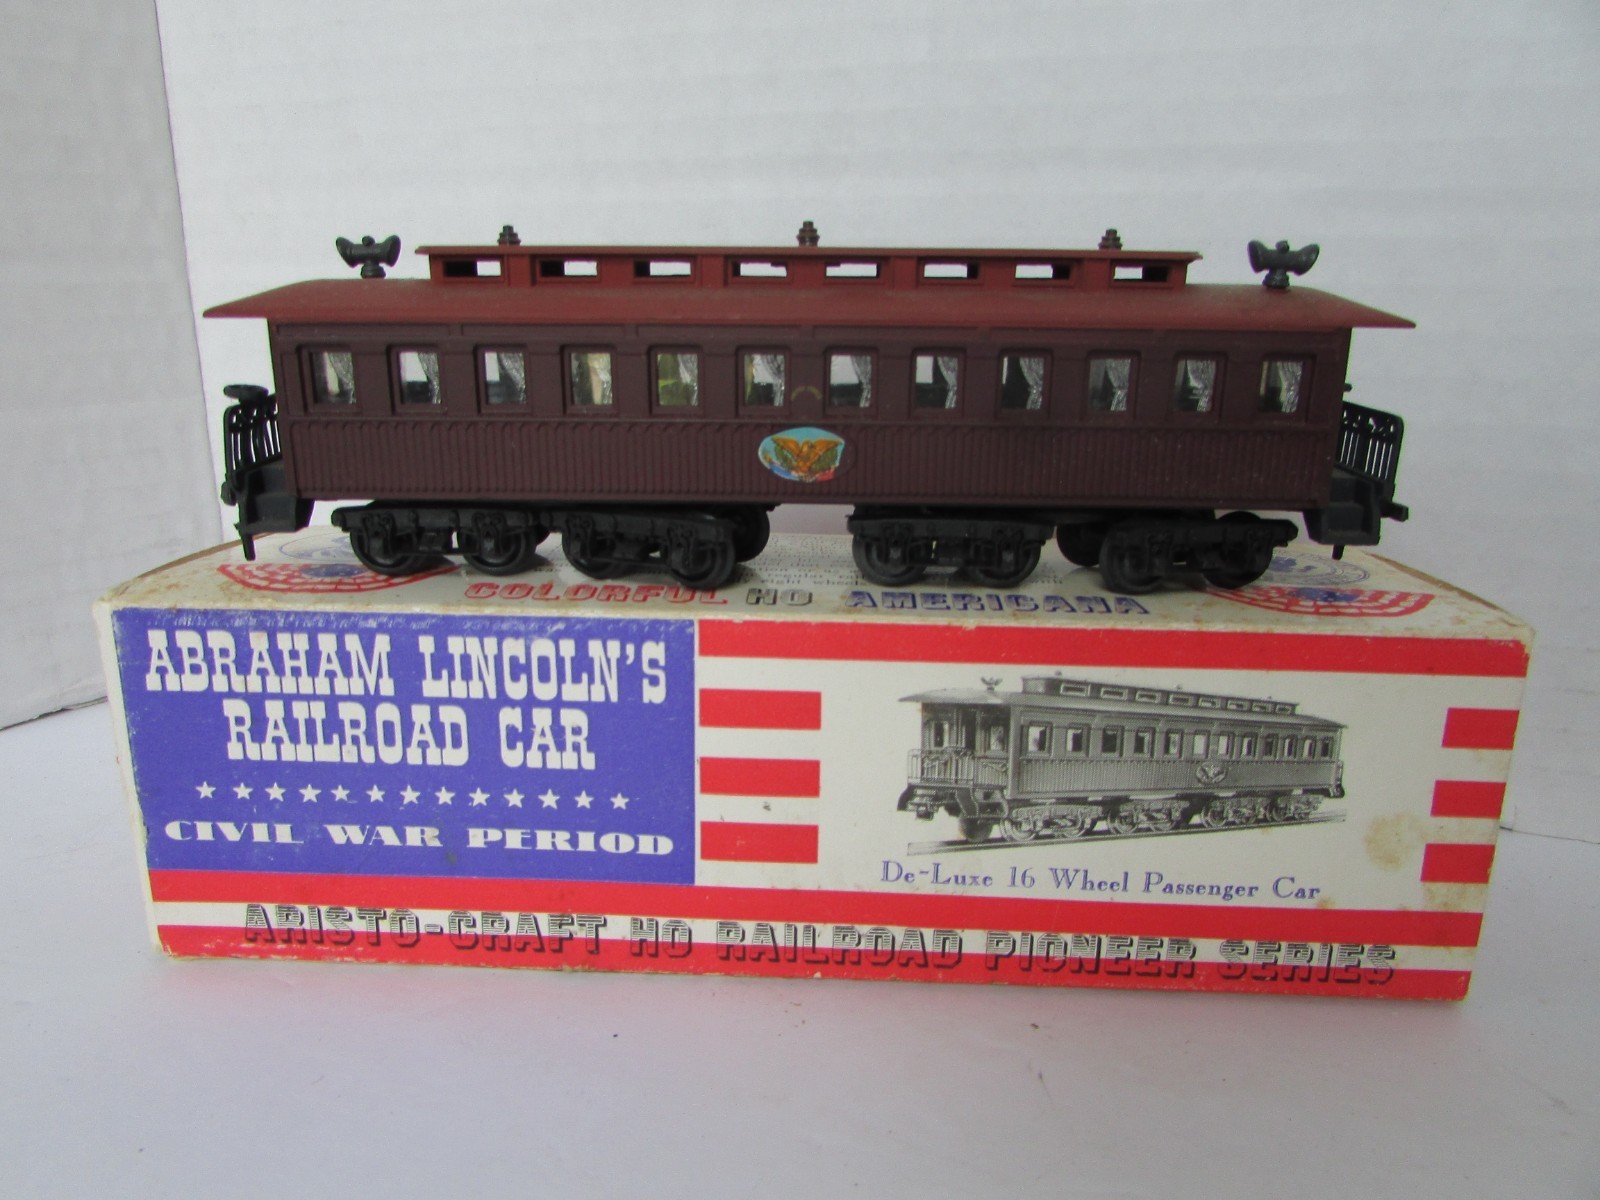 COLORFUL HO AMERICANA
ABRAHAM LINCOLN'S
RAILROAD CAR
CIVIL WAR PERIOD
De-Luxe 16 Wheel Passenger Car
ARISTO-CRAFT HO RAILROAD PIONEER SERIES